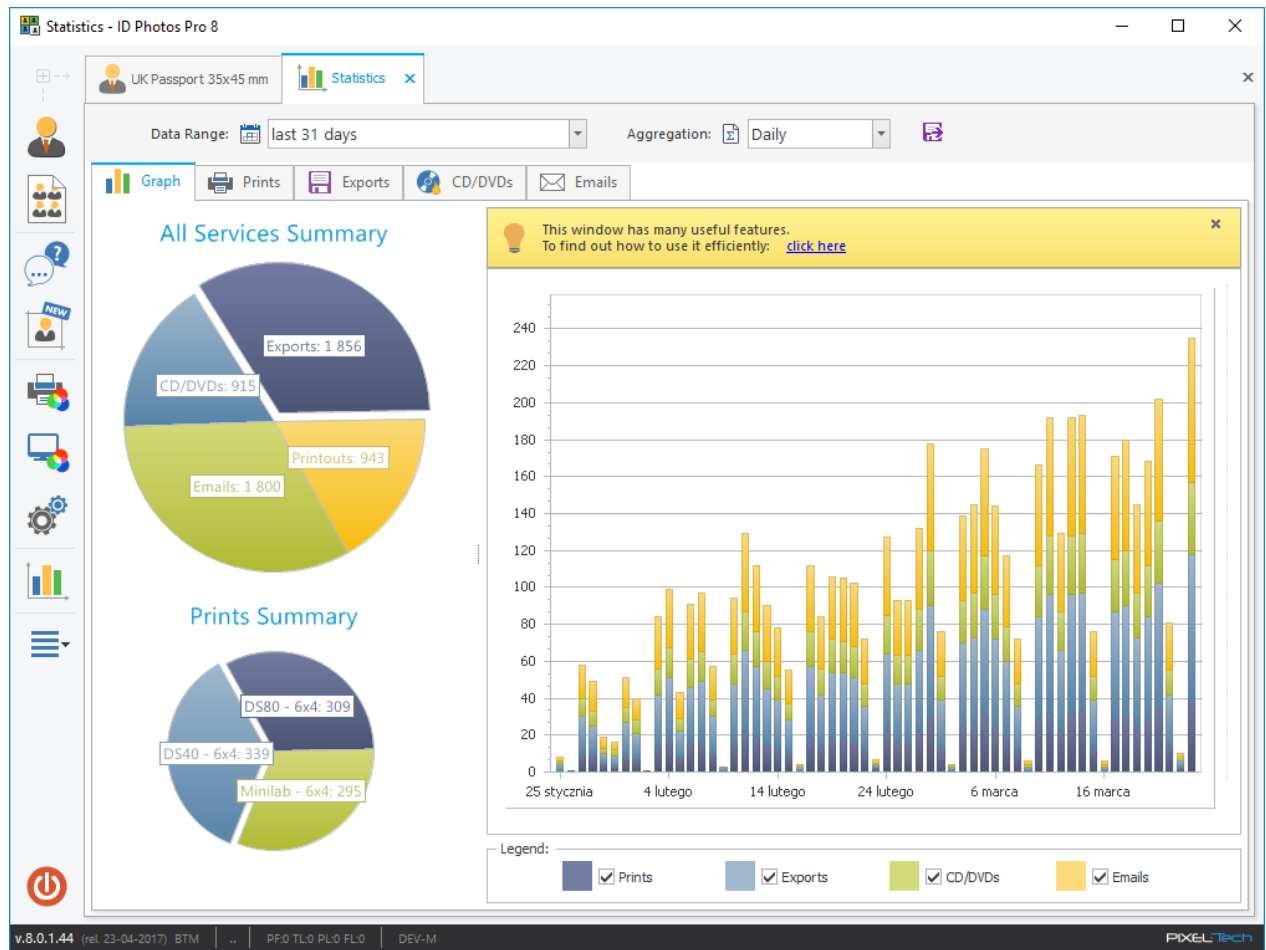 Statistics - ID Photos Pro 8
UK Passport 35x45 mm
Statistics
Data Range:
last 31 days
Aggregation:
Daily
Graph
Prints
Exports
CD/DVDs
Emails
All Services Summary
Exports: 1 856
CD/DVDs: 915
Printouts: 943
Emails: 1 800
Prints Summary
DS80 - 6x4: 309
DS40 - 6x4: 339
Minilab - 6x4: 295
This window has many useful features.
To find out how to use it efficiently: click here
240
220
200
180
160
140
120
100
80
60
40
20
0
25 stycznia
4 lutego
14 lutego
24 lutego
6 marca
16 marca
Legend:
Prints
Exports
CD/DVDs
Emails
NEW
v.8.0.1.44 (rel. 23-04-2017) BTM .. PF:0 TL:0 PL:0 FL:0 DEV-M
PIXEL-Tech